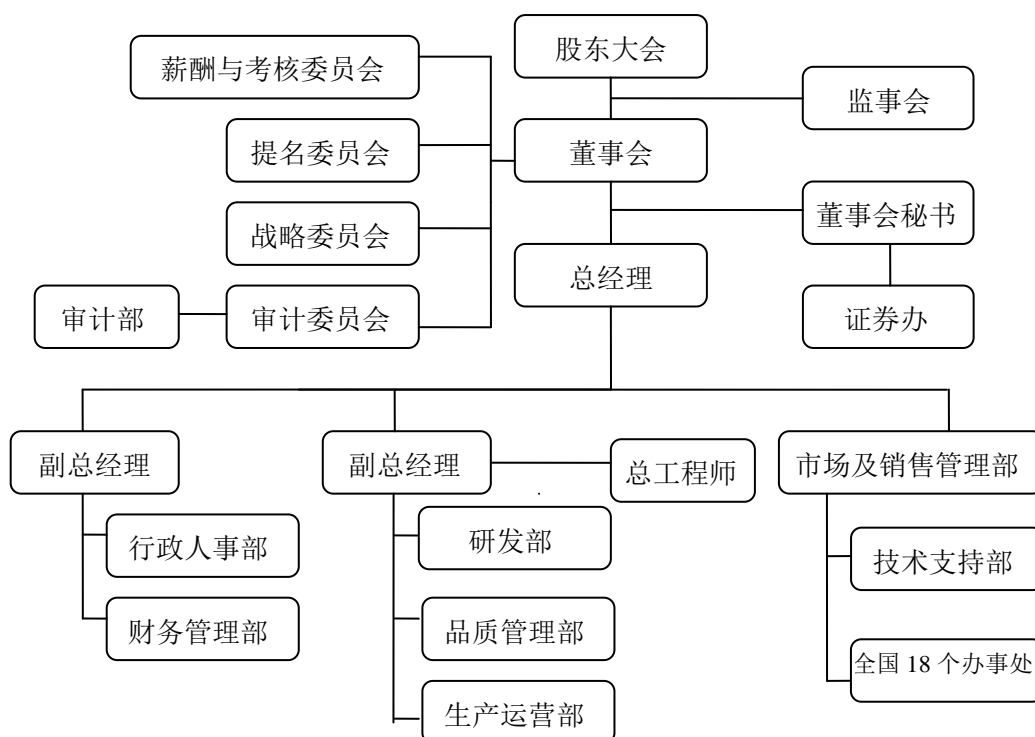 股东大会
薪酬与考核委员会
监事会
提名委员会
董事会
战略委员会
董事会秘书
总经理
审计部
审计委员会
证券办
副总经理
副总经理
总工程师
市场及销售管理部
行政人事部
研发部
技术支持部
财务管理部
品质管理部
全国 18 个办事处
生产运营部